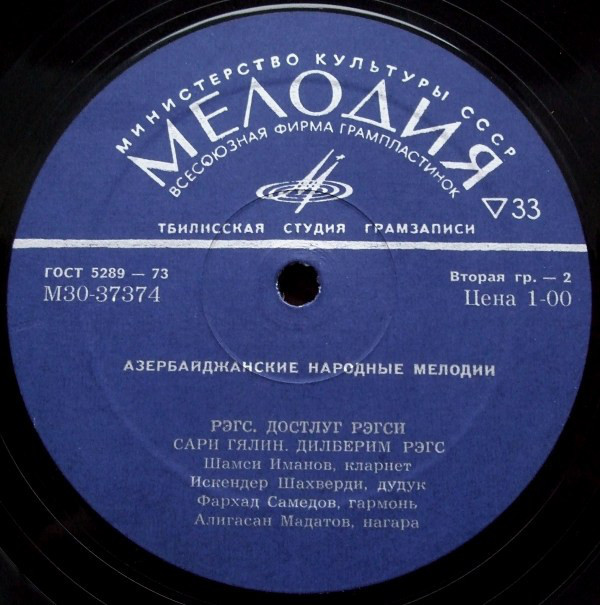 МИНИСТЕРСТВО КУЛЬТУРЫ СССР
МЕЛОДИЯ
ВСЕСОЮЗНАЯ ФИРМА ГРАМПЛАСТИНОК
▽33
ТБИЛИССКАЯ СТУДИЯ ГРАМЗАПИСИ
ГОСТ 5289 — 73
Вторая гр. — 2
М30-37374
Цена 1-00
АЗЕРБАЙДЖАНСКИЕ НАРОДНЫЕ МЕЛОДИИ
РЭГС. ДОСТЛУГ РЭГСИ
САРИ ГЯЛИН. ДИЛБЕРИМ РЭГС
Шамси Иманов, кларнет
Искендер Шахверди, дудук
Фархад Самедов, гармонь
Алигасан Мадатов, нагара